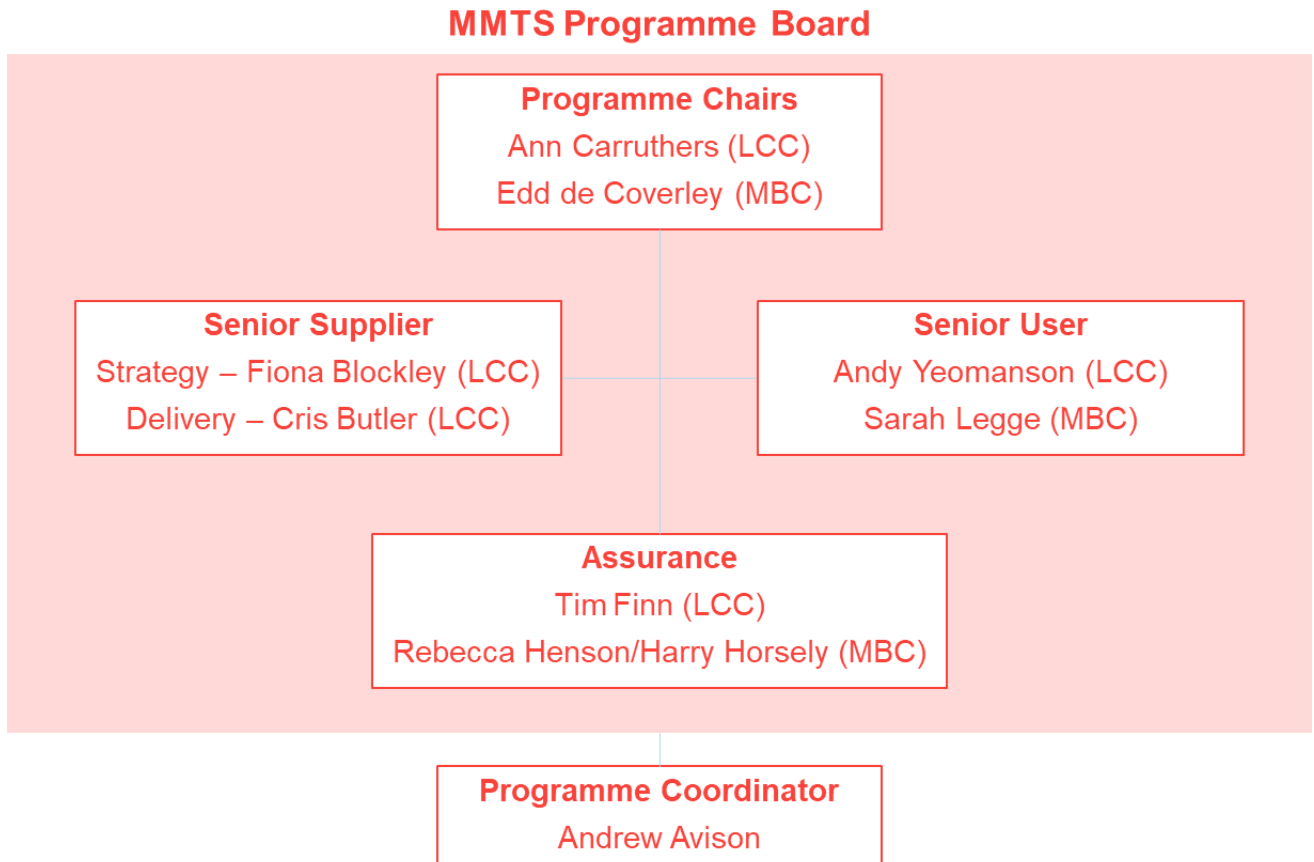 MMTS Programme Board
Programme Chairs
Ann Carruthers (LCC)
Edd de Coverley (MBC)
Senior Supplier
Strategy – Fiona Blockley (LCC)
Delivery – Cris Butler (LCC)
Senior User
Andy Yeomanson (LCC)
Sarah Legge (MBC)
Assurance
Tim Finn (LCC)
Rebecca Henson/Harry Horsely (MBC)
Programme Coordinator
Andrew Avison